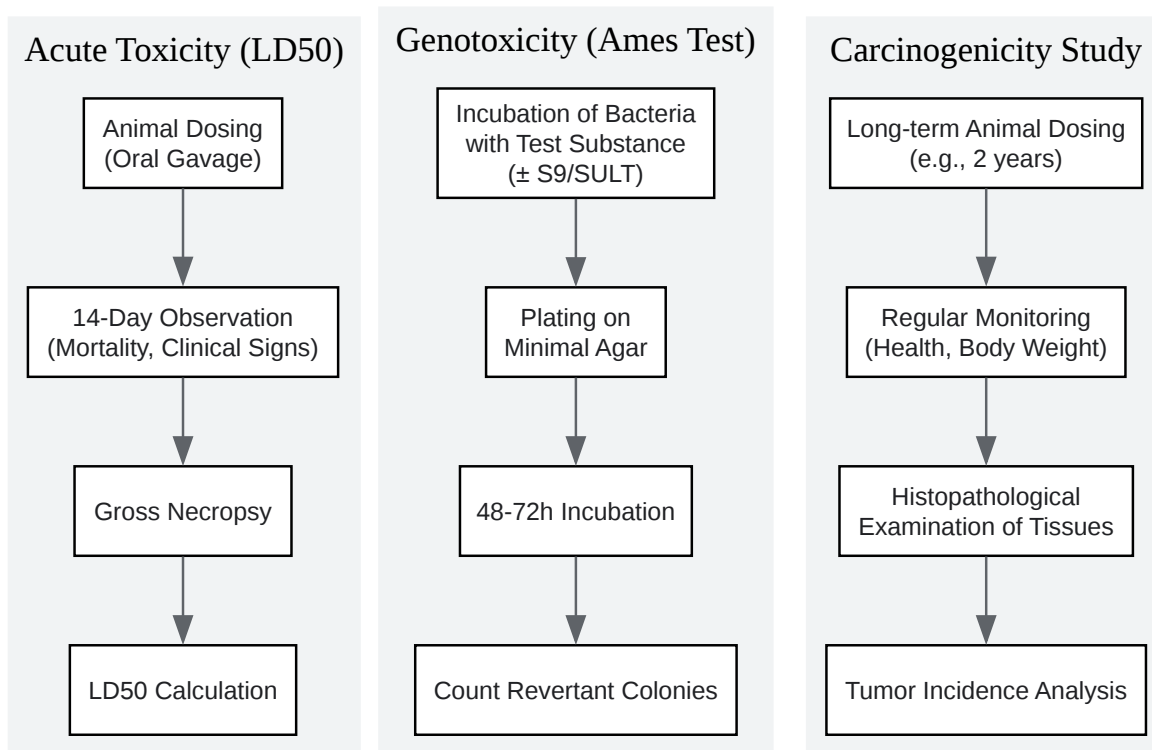 Acute Toxicity (LD50)
Animal Dosing
(Oral Gavage)
14-Day Observation
(Mortality, Clinical Signs)
Gross Necropsy
LD50 Calculation
Genotoxicity (Ames Test)
Incubation of Bacteria
with Test Substance
(± S9/SULT)
Plating on
Minimal Agar
48-72h Incubation
Count Revertant Colonies
Carcinogenicity Study
Long-term Animal Dosing
(e.g., 2 years)
Regular Monitoring
(Health, Body Weight)
Histopathological
Examination of Tissues
Tumor Incidence Analysis